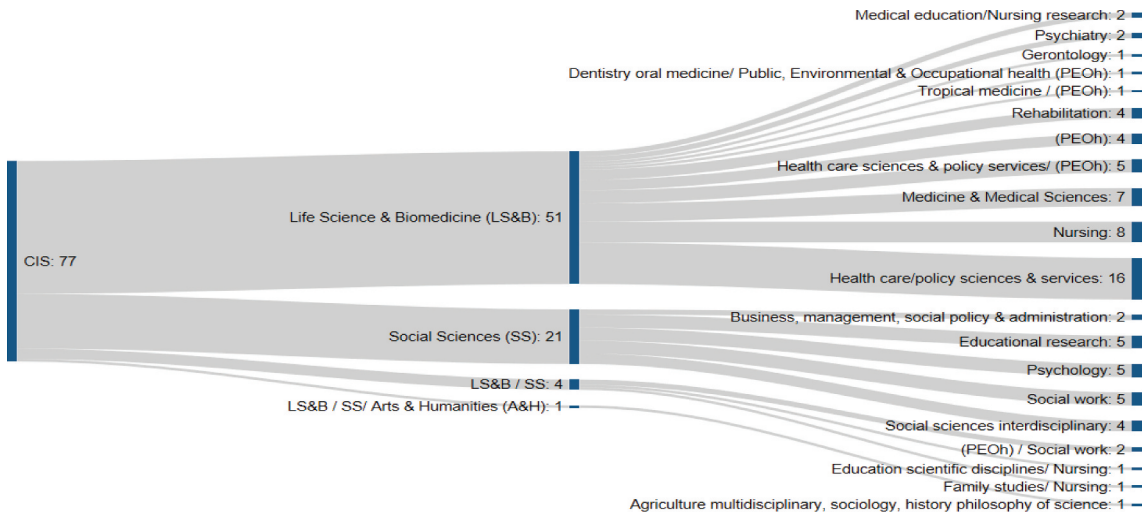 CIS: 77
Life Science & Biomedicine (LS&B): 51
Social Sciences (SS): 21
LS&B / SS: 4
LS&B / SS/ Arts & Humanities (A&H): 1
Medical education/Nursing research: 2
Psychiatry: 2
Gerontology: 1
Dentistry oral medicine/ Public, Environmental & Occupational health (PEOh): 1
Tropical medicine / (PEOh): 1
Rehabilitation: 4
(PEOh): 4
Health care sciences & policy services/ (PEOh): 5
Medicine & Medical Sciences: 7
Nursing: 8
Health care/policy sciences & services: 16
Business, management, social policy & administration: 2
Educational research: 5
Psychology: 5
Social work: 5
Social sciences interdisciplinary: 4
(PEOh) / Social work: 2
Education scientific disciplines/ Nursing: 1
Family studies/ Nursing: 1
Agriculture multidisciplinary, sociology, history philosophy of science: 1